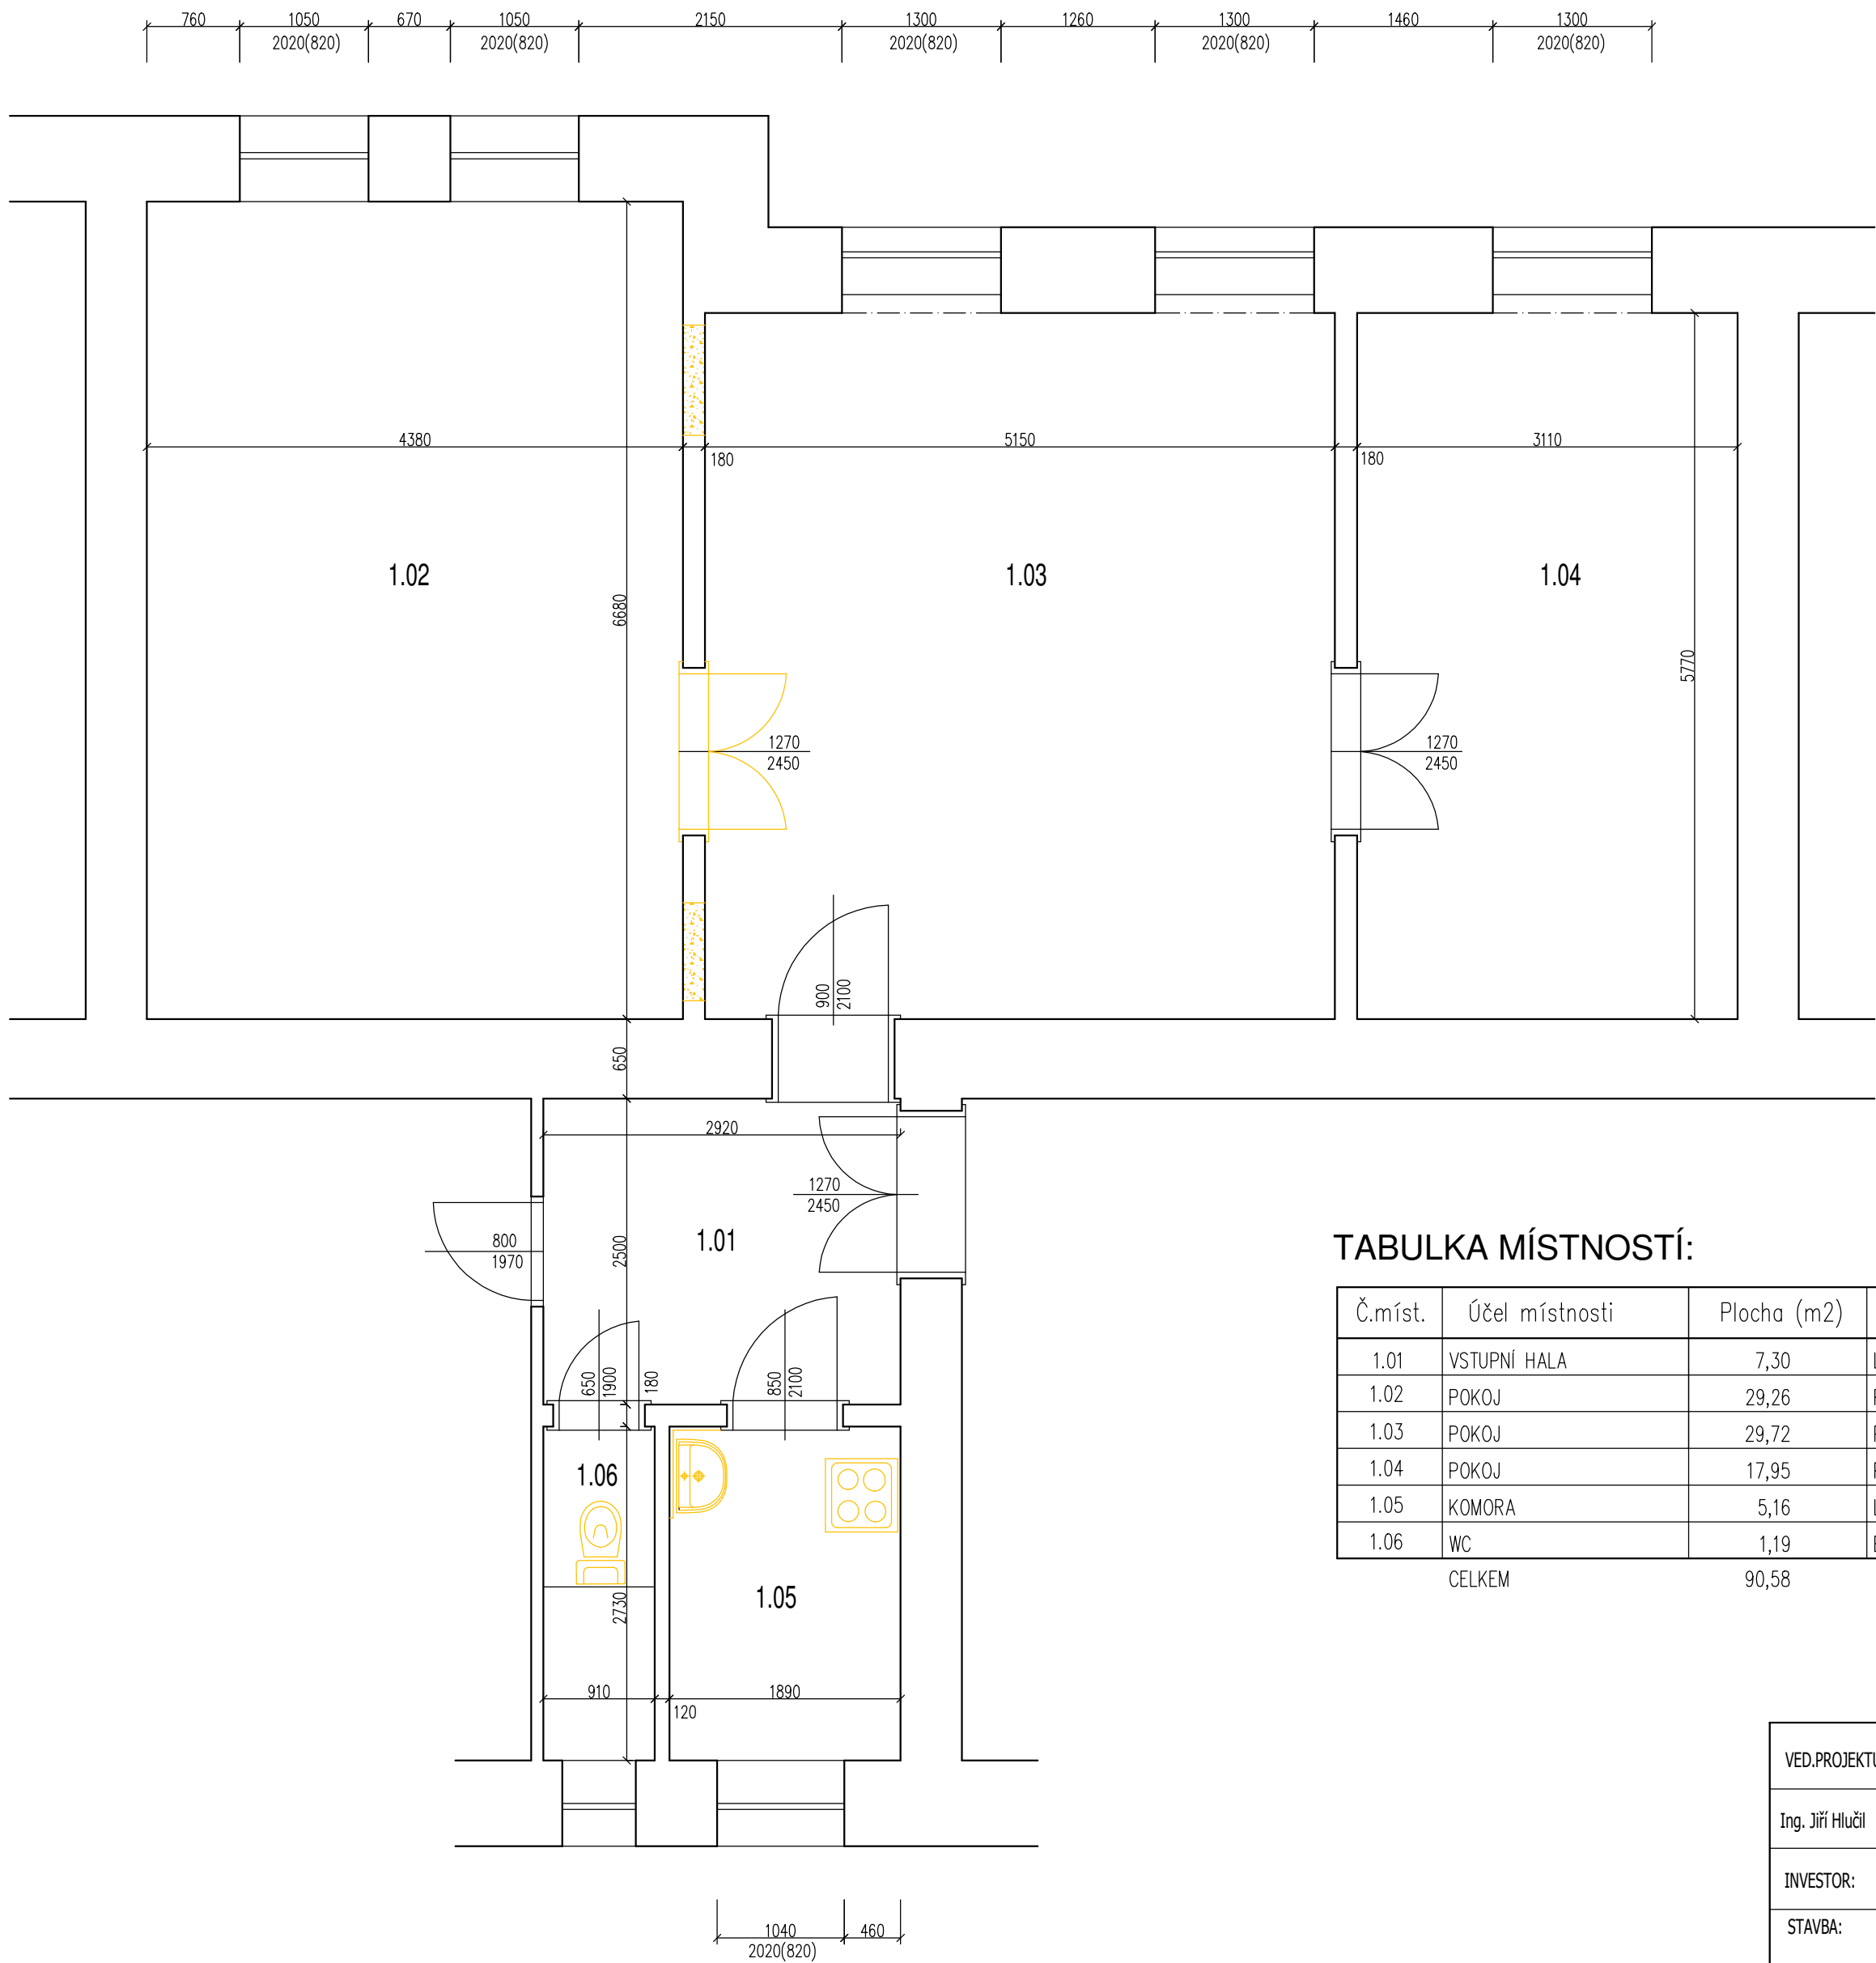 760 1050 670 1050 2150 1300 1260 1300 1460 1300
2020(820) 2020(820) 2020(820) 2020(820) 2020(820)
4380 5150 3110
180 180
1.02 1.03 1.04
6680
5770
1270 1270
2450 2450
900
2100
650
2920
1270
2450
800
1970
2500
1.01
650
1900
180
850
2100
1.06
1.05
2730
910 1890
120
1040 460
2020(820)
TABULKA MÍSTNOSTÍ:
Č.míst. Účel místnosti Plocha (m2)
1.01 VSTUPNÍ HALA 7,30
1.02 POKOJ 29,26
1.03 POKOJ 29,72
1.04 POKOJ 17,95
1.05 KOMORA 5,16
1.06 WC 1,19
CELKEM 90,58
VED.PROJEKTU
Ing. Jiří Hlučil
INVESTOR:
STAVBA: